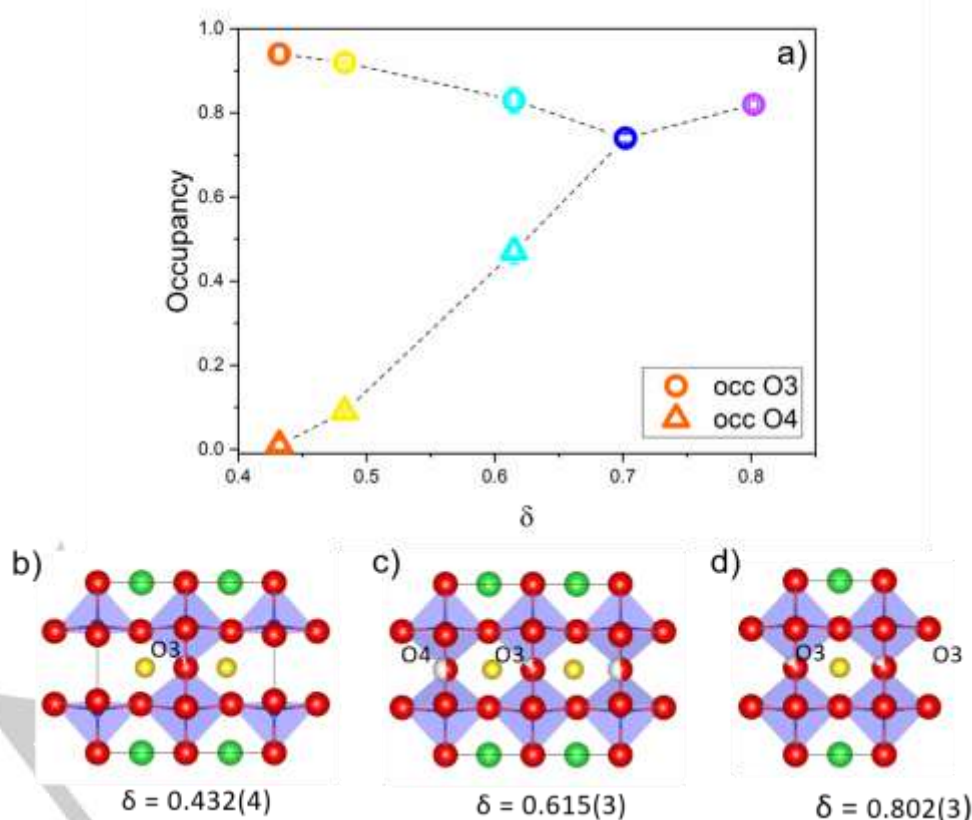 a)
1.0
0.8
0.6
0.4
0.2
0.0
Occupancy
0.4 0.5 0.6 0.7 0.8
δ
occ O3
occ O4
b)
O3
δ = 0.432(4)
c)
O4 O3
δ = 0.615(3)
d)
O3 O3
δ = 0.802(3)